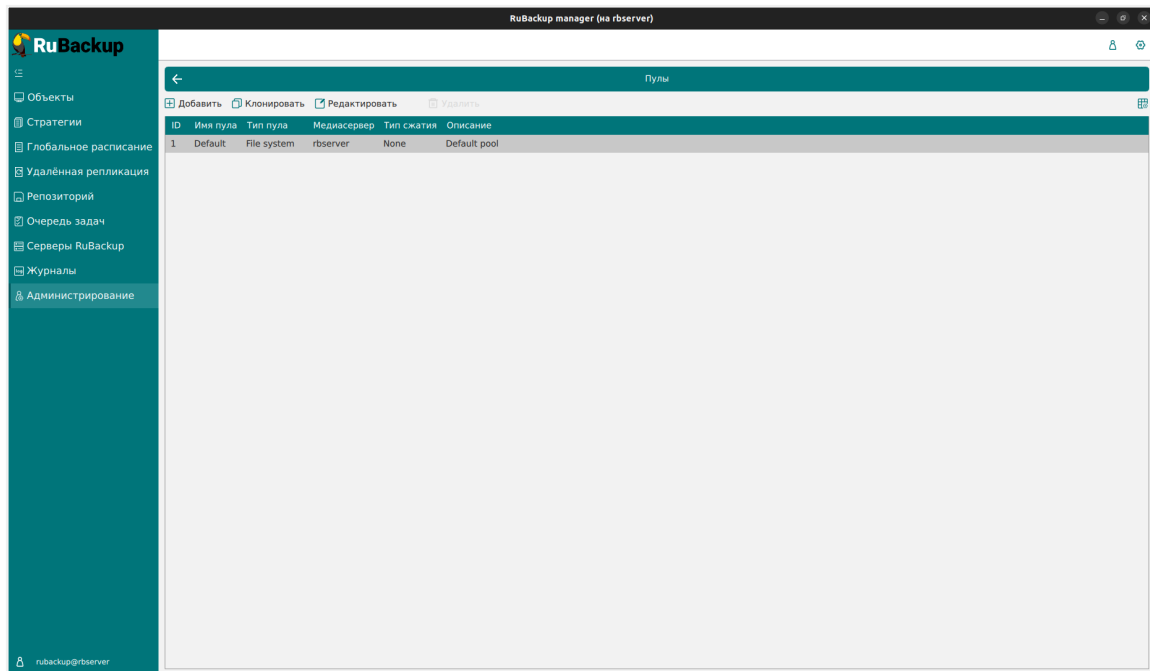 RuBackup manager (на rbserver)
RuBackup
Объекты
Стратегии
Глобальное расписание
Удалённая репликация
Репозиторий
Очередь задач
Серверы RuBackup
Журналы
Администрирование
rubackup@rbserver
Пулы
Добавить Клонировать Редактировать Удалить
ID Имя пула Тип пула Медиасервер Тип сжатия Описание
1 Default File system rbserver None Default pool